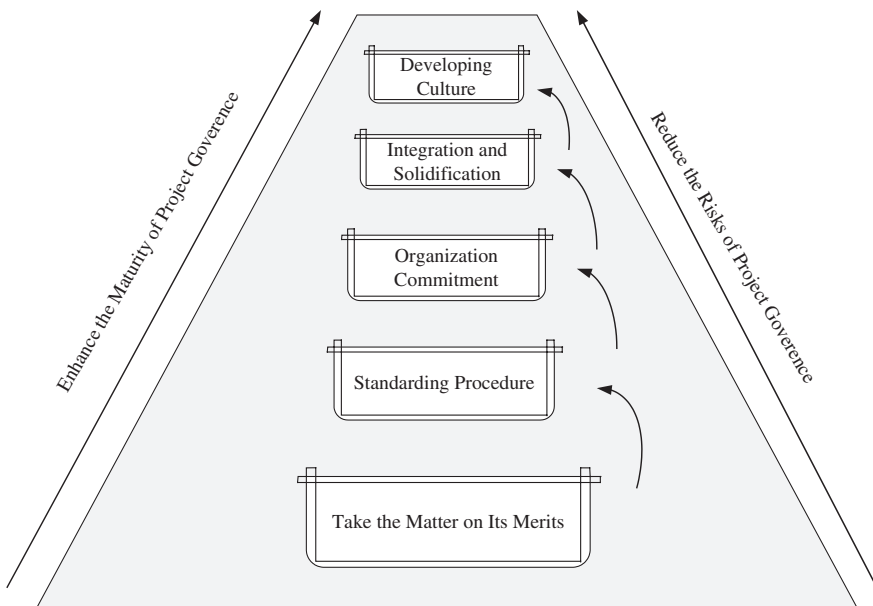 Developing
Culture
Integration and
Solidification
Organization
Commitment
Standarding Procedure
Take the Matter on Its Merits
Enhance the Maturity of Project Goverence
Reduce the Risks of Project Goverence